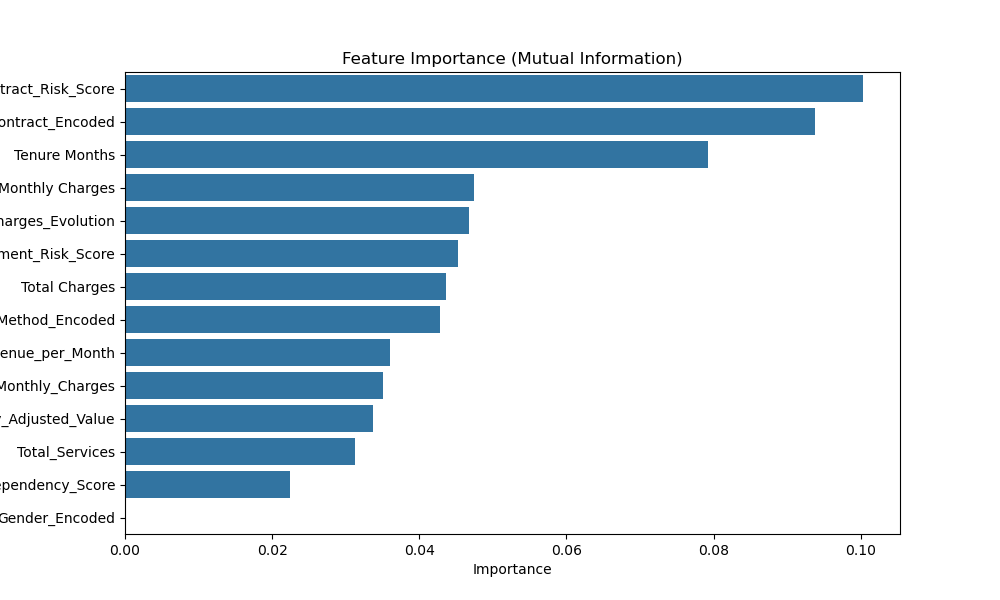 Feature Importance (Mutual Information)
tract_Risk_Score
ontract_Encoded
Tenure Months
Monthly Charges
harges_Evolution
ment_Risk_Score
Total Charges
Method_Encoded
enue_per_Month
Monthly_Charges
_Adjusted_Value
Total_Services
ependency_Score
Gender_Encoded
0.00 0.02 0.04 0.06 0.08 0.10
Importance